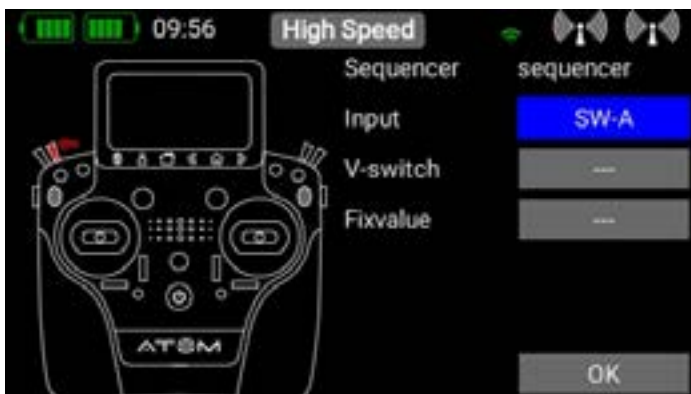 09:56 High Speed
Sequencer sequencer
Input SW-A
V-switch ---
Fixvalue ---
ATOM
OK